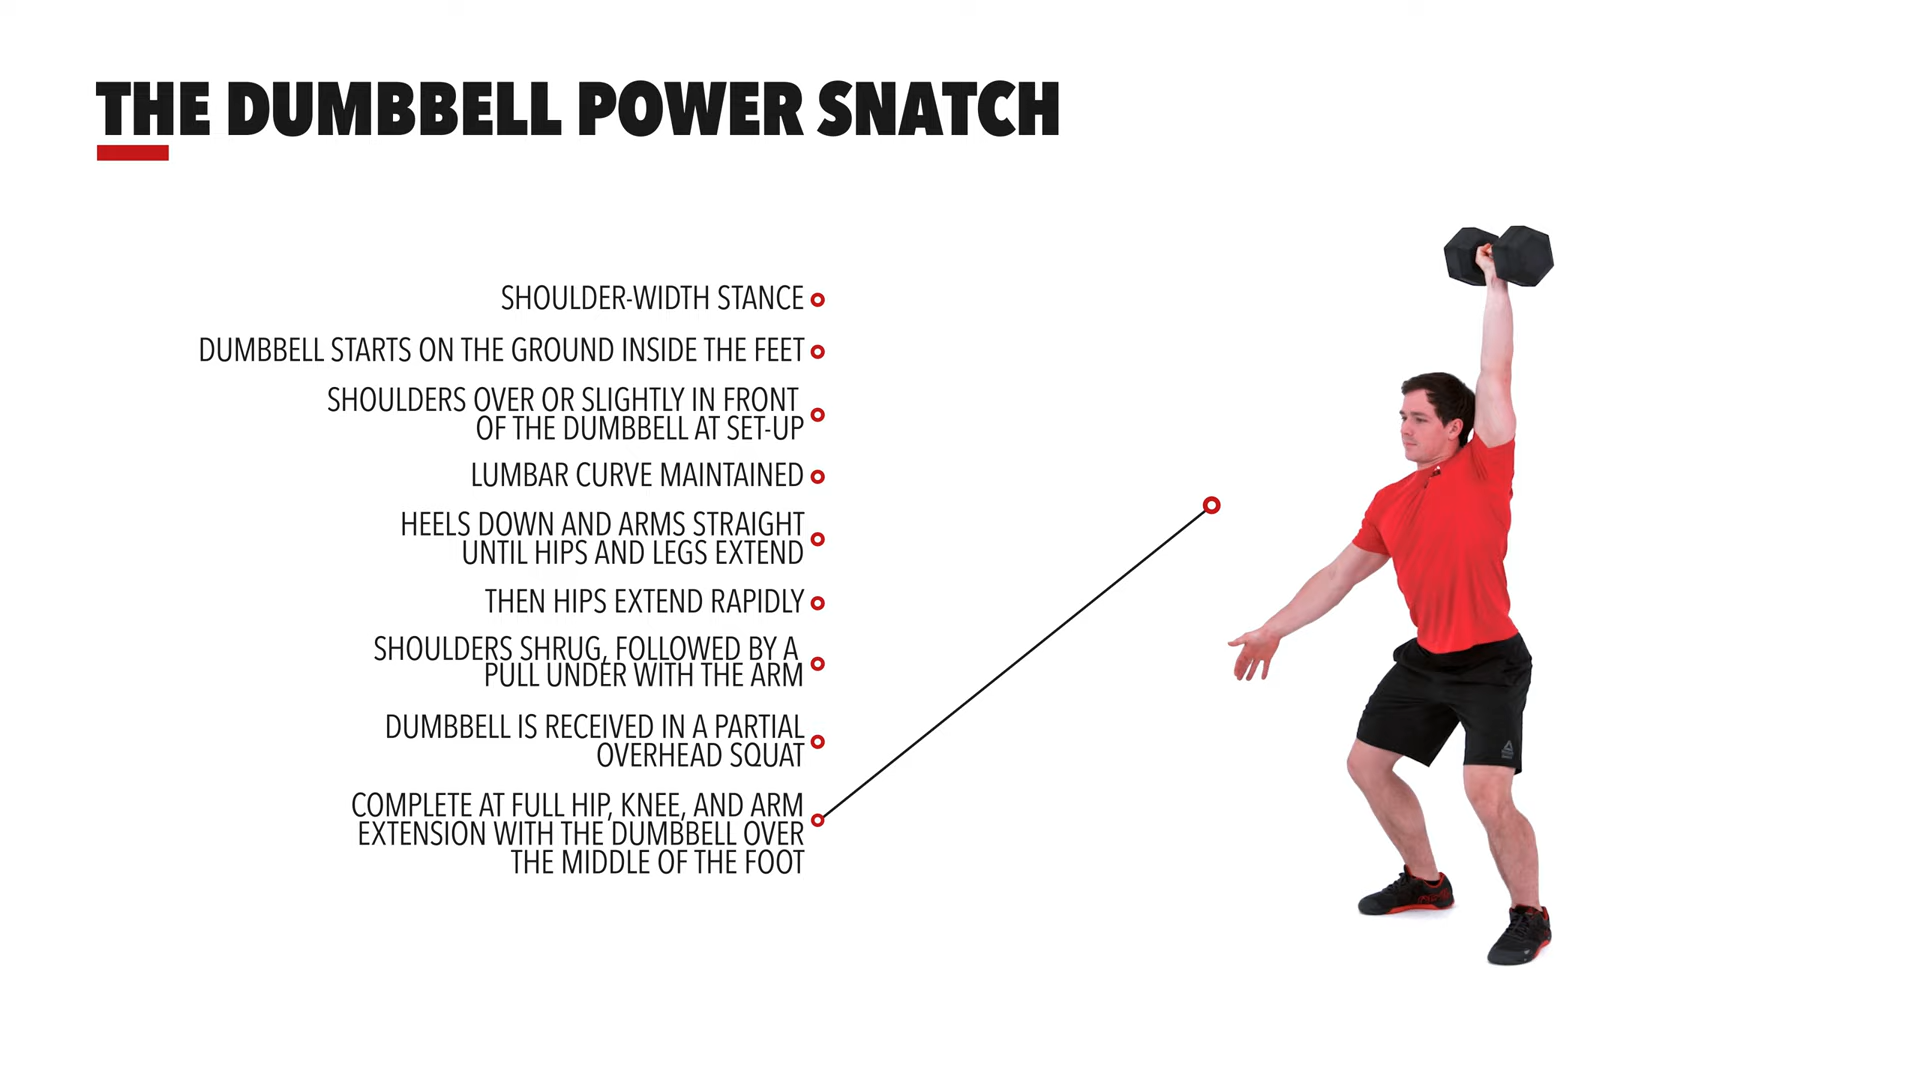 THE DUMBBELL POWER SNATCH
SHOULDER-WIDTH STANCE
DUMBBELL STARTS ON THE GROUND INSIDE THE FEET
SHOULDERS OVER OR SLIGHTLY IN FRONT
OF THE DUMBBELL AT SET-UP
LUMBAR CURVE MAINTAINED
HEELS DOWN AND ARMS STRAIGHT
UNTIL HIPS AND LEGS EXTEND
THEN HIPS EXTEND RAPIDLY
SHOULDERS SHRUG, FOLLOWED BY A
PULL UNDER WITH THE ARM
DUMBBELL IS RECEIVED IN A PARTIAL
OVERHEAD SQUAT
COMPLETE AT FULL HIP, KNEE, AND ARM
EXTENSION WITH THE DUMBBELL OVER
THE MIDDLE OF THE FOOT